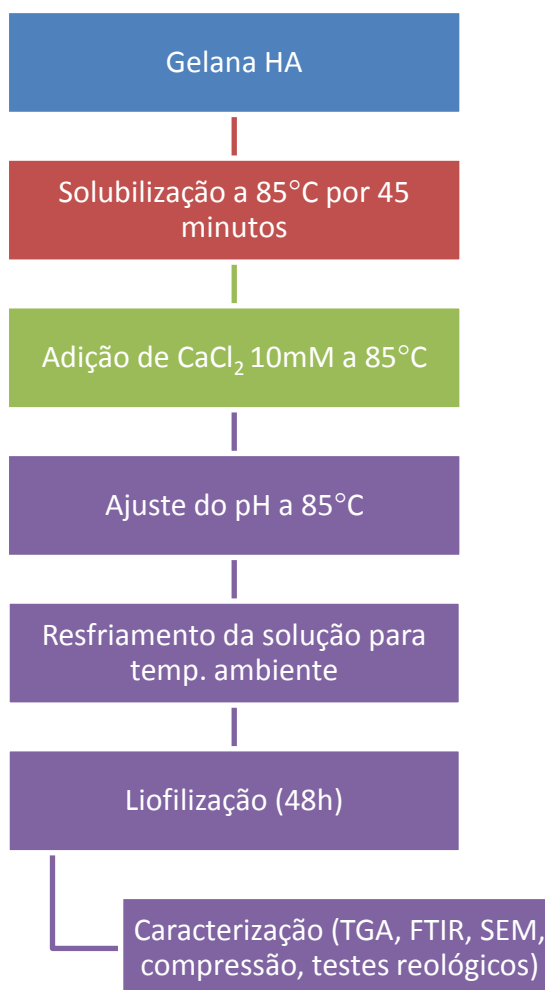 Gelana HA
Solubilização a 85°C por 45
minutos
Adição de CaCl₂ 10mM a 85°C
Ajuste do pH a 85°C
Resfriamento da solução para
temp. ambiente
Liofilização (48h)
Caracterização (TGA, FTIR, SEM,
compressão, testes reológicos)